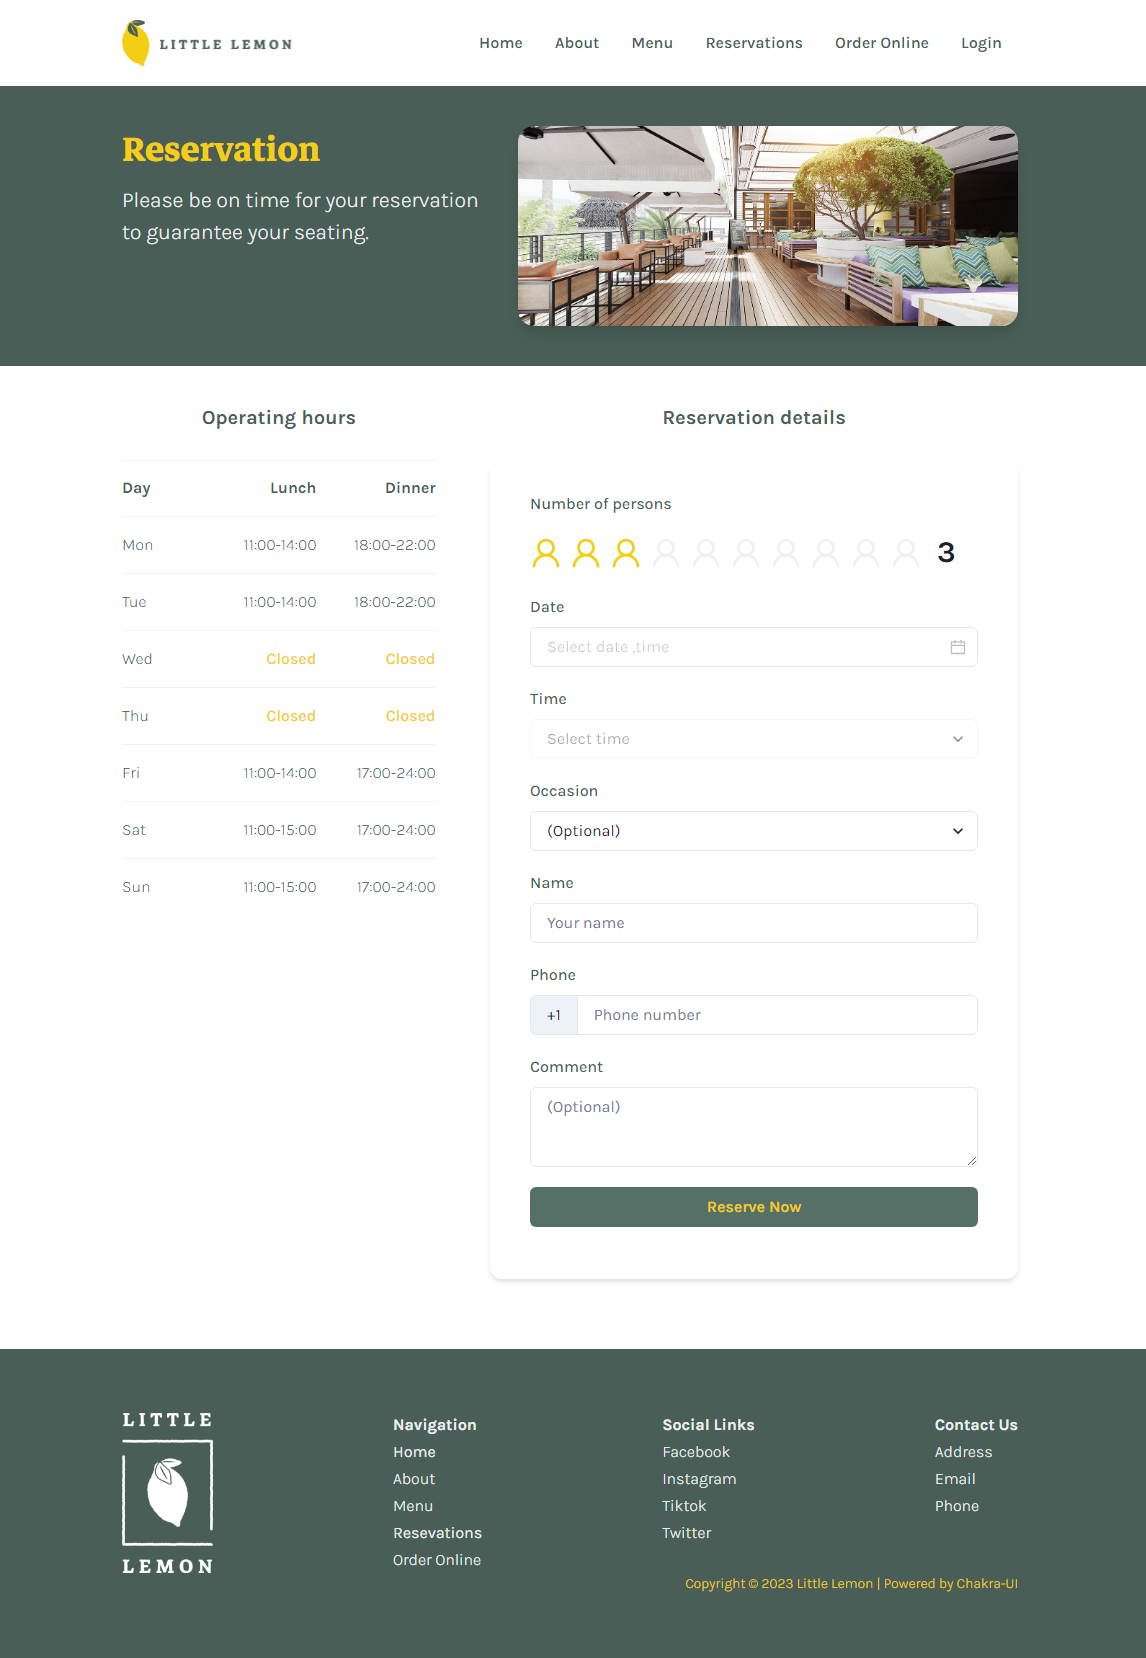 LITTLE LEMON
Home About Menu Reservations Order Online Login
Reservation
Please be on time for your reservation
to guarantee your seating.
Operating hours
Day Lunch Dinner
Mon 11:00-14:00 18:00-22:00
Tue 11:00-14:00 18:00-22:00
Wed Closed Closed
Thu Closed Closed
Fri 11:00-14:00 17:00-24:00
Sat 11:00-15:00 17:00-24:00
Sun 11:00-15:00 17:00-24:00
Reservation details
Number of persons
3
Date
Select date ,time
Time
Select time
Occasion
(Optional)
Name
Your name
Phone
+1 Phone number
Comment
(Optional)
Reserve Now
LITTLE
LEMON
Navigation
Home
About
Menu
Resevations
Order Online
Social Links
Facebook
Instagram
Tiktok
Twitter
Contact Us
Address
Email
Phone
Copyright © 2023 Little Lemon | Powered by Chakra-UI